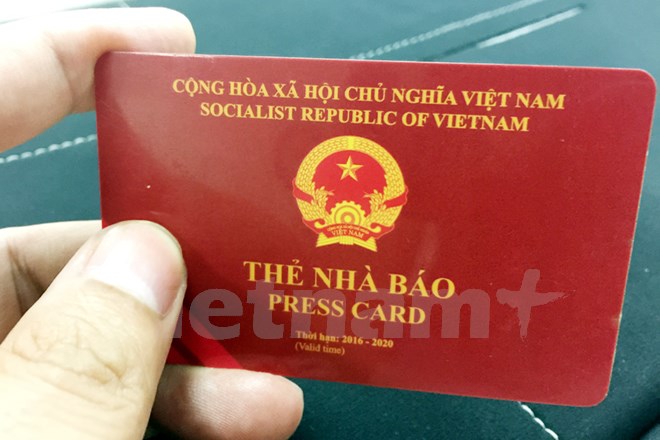 CỘNG HÒA XÃ HỘI CHỦ NGHĨA VIỆT NAM
SOCIALIST REPUBLIC OF VIETNAM
VIỆT NAM
THẺ NHÀ BÁO
PRESS CARD
vietnam+
Thời hạn: 2016 - 2020
(Valid time)